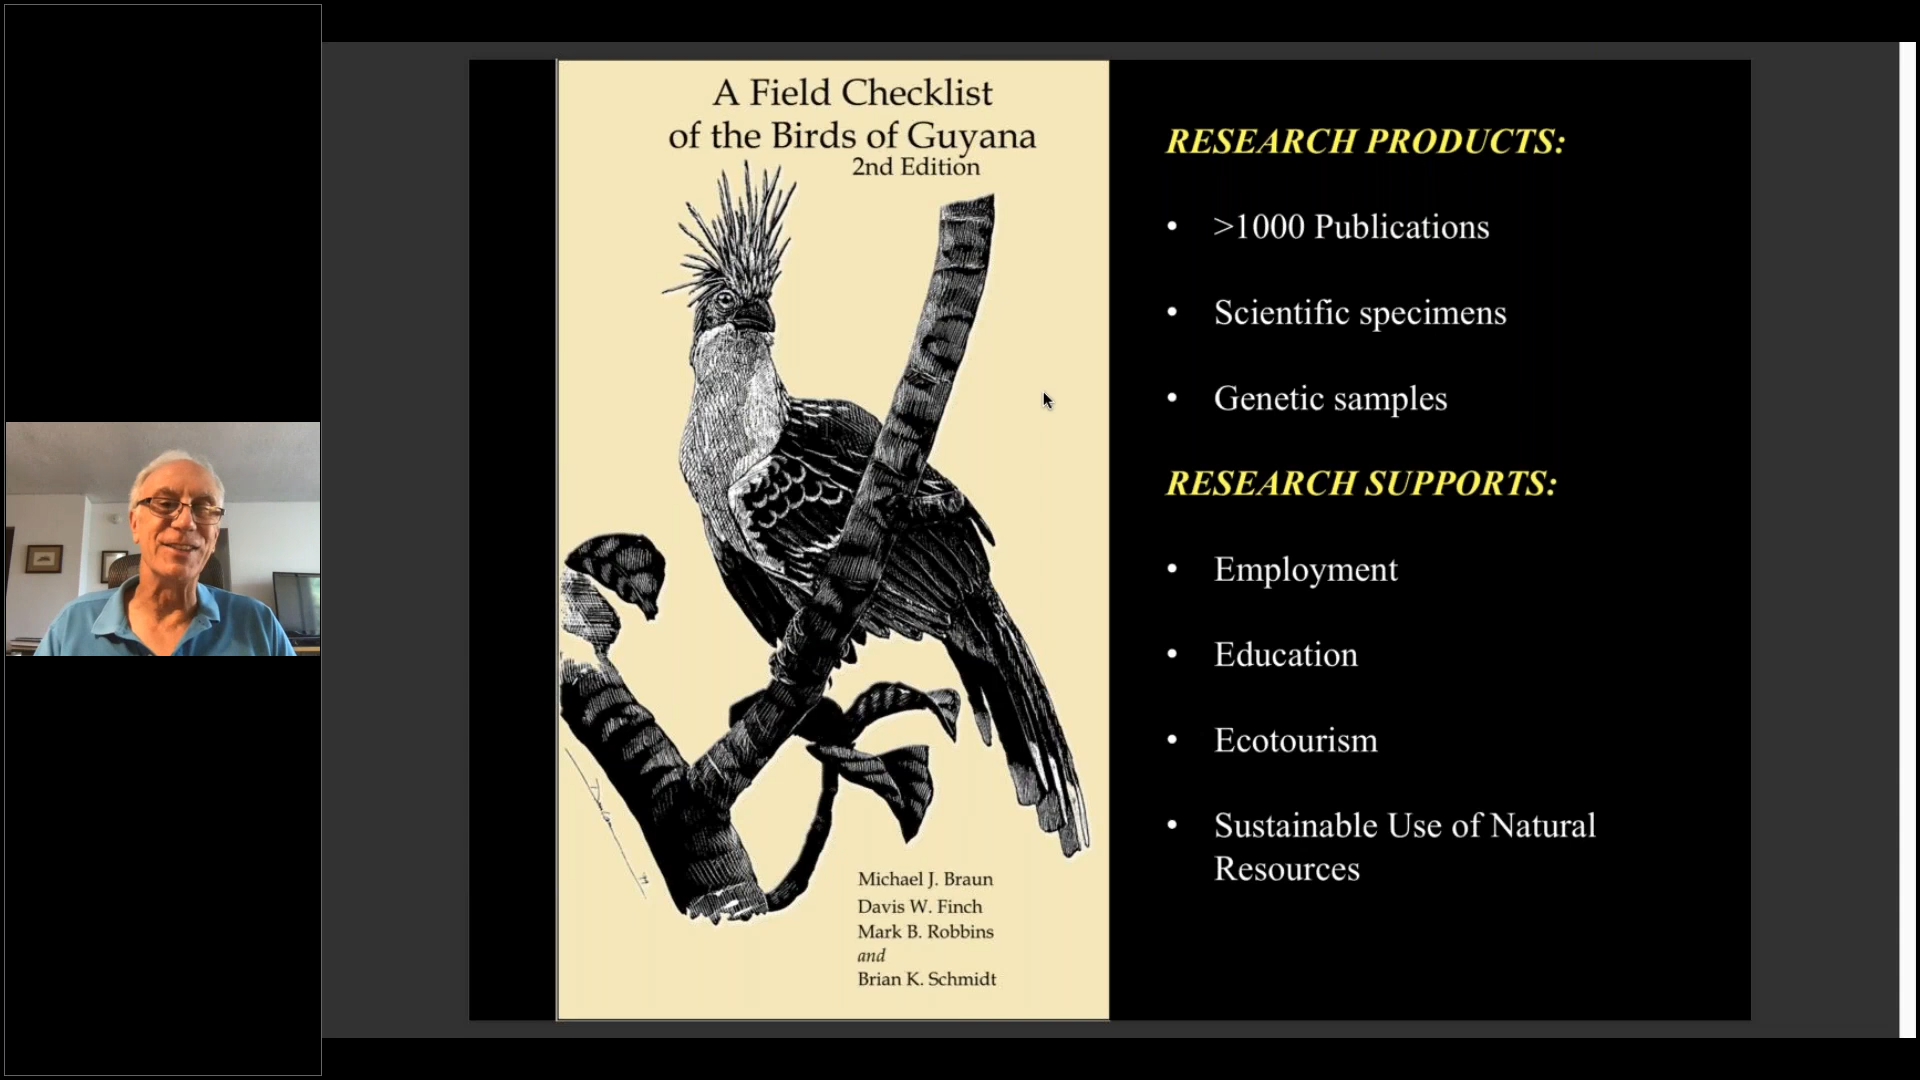 A Field Checklist
of the Birds of Guyana
2nd Edition
Michael J. Braun
Davis W. Finch
Mark B. Robbins
and
Brian K. Schmidt
RESEARCH PRODUCTS:
• >1000 Publications
• Scientific specimens
• Genetic samples
RESEARCH SUPPORTS:
• Employment
• Education
• Ecotourism
• Sustainable Use of Natural
Resources